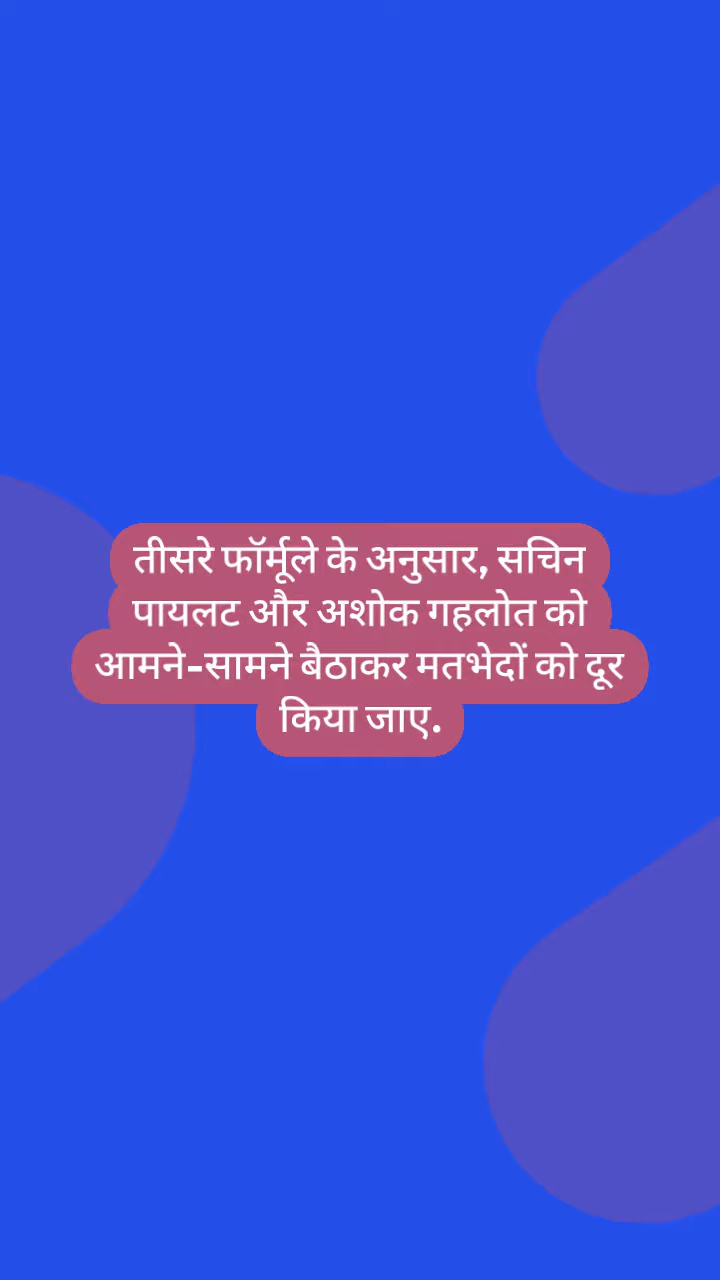 तीसरे फॉर्मूले के अनुसार, सचिन
पायलट और अशोक गहलोत को
आमने-सामने बैठाकर मतभेदों को दूर
किया जाए.